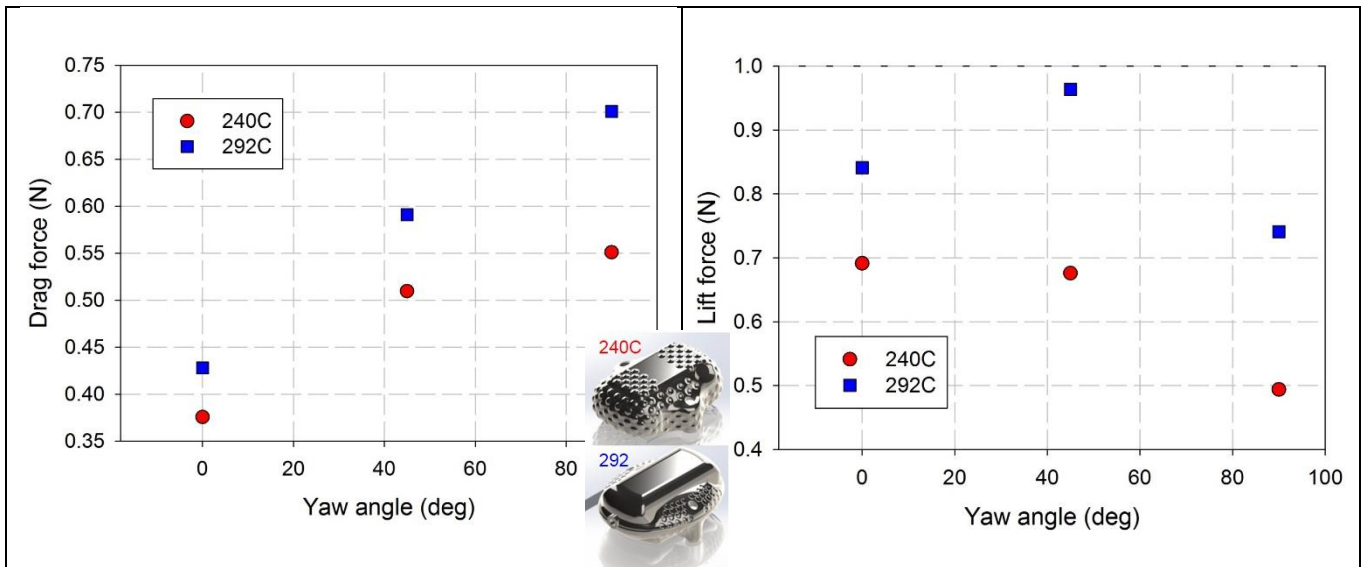 0.75
0.70
0.65
0.60
0.55
0.50
0.45
0.40
0.35
Drag force (N)
240C
292C
0 20 40 60 80
Yaw angle (deg)
240C
292
1.0
0.9
0.8
0.7
0.6
0.5
0.4
Lift force (N)
240C
292C
0 20 40 60 80 100
Yaw angle (deg)